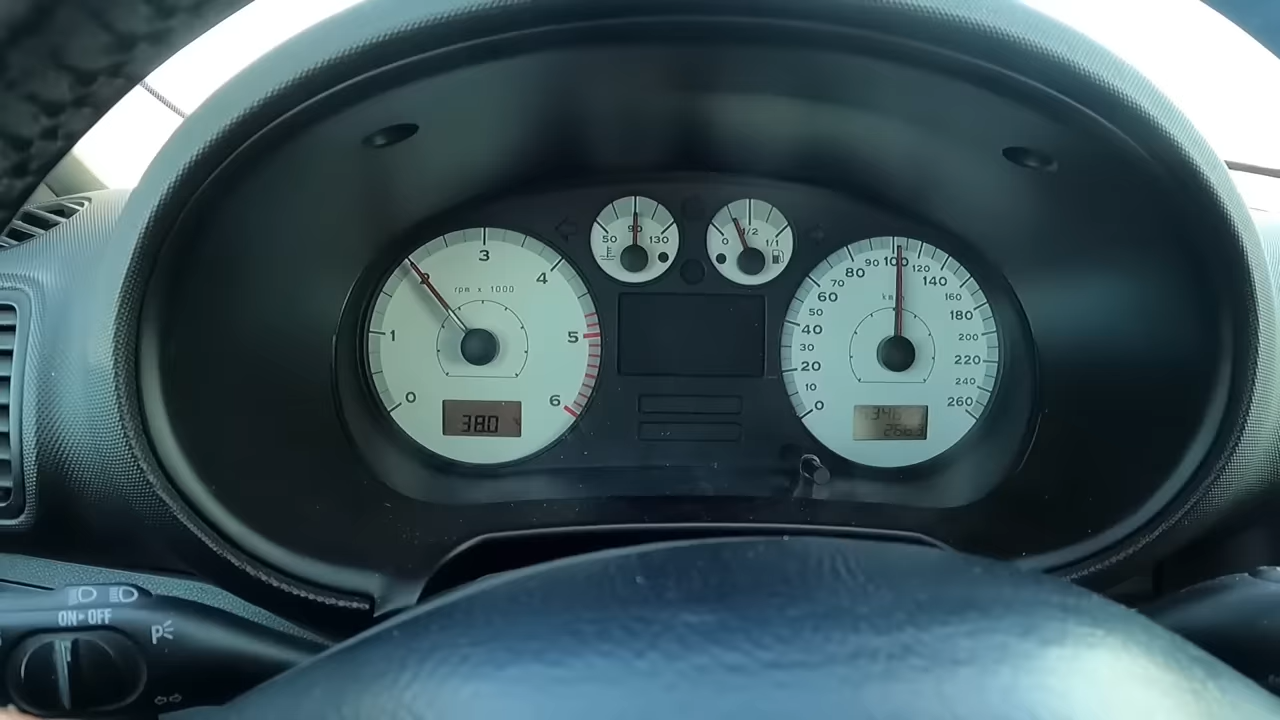 50 90 130
0 1/2 1/1
0 1 2 3 4 5 6
rpm x 1000
38.0
0 10 20 30 40 50 60 70 80 90 100 120 140 160 180 200 220 240 260
km/h
ON▸OFF
P